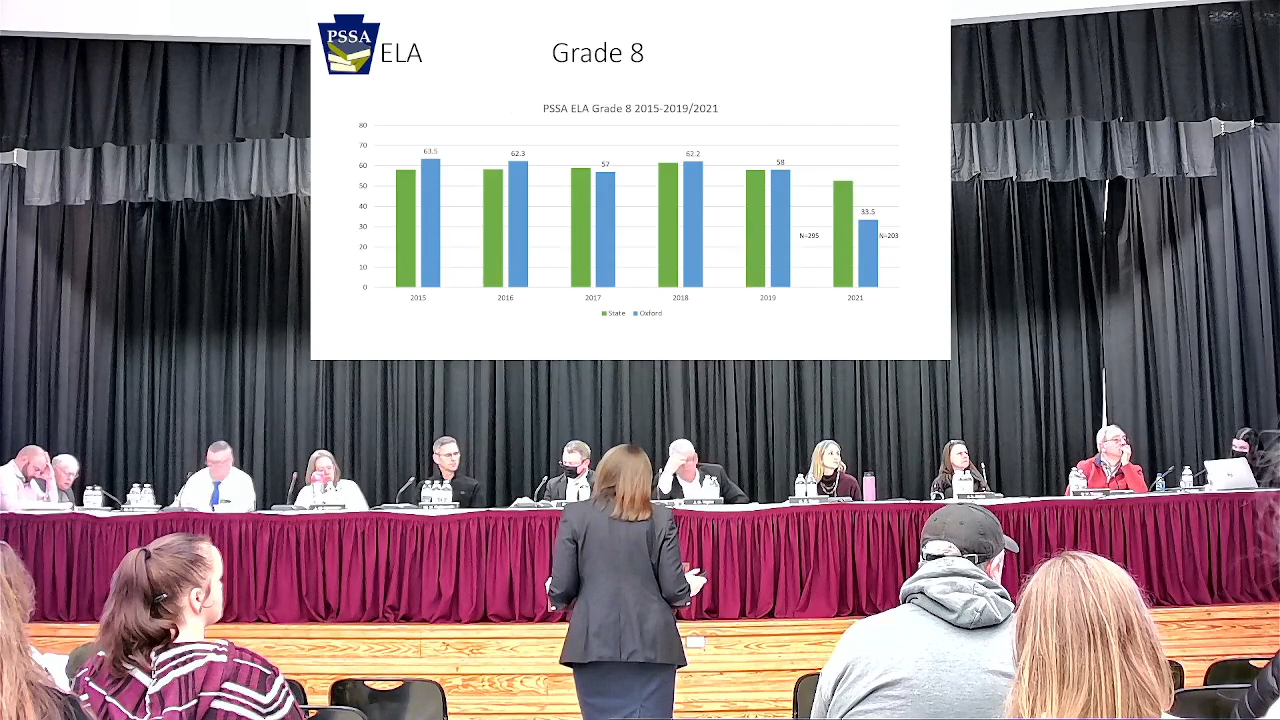 PSSA
ELA
Grade 8
PSSA ELA Grade 8 2015-2019/2021
80
70
60
50
40
30
20
10
0
63.5
62.3
57
62.2
58
33.5
N=295
N=203
2015
2016
2017
2018
2019
2021
State
Oxford